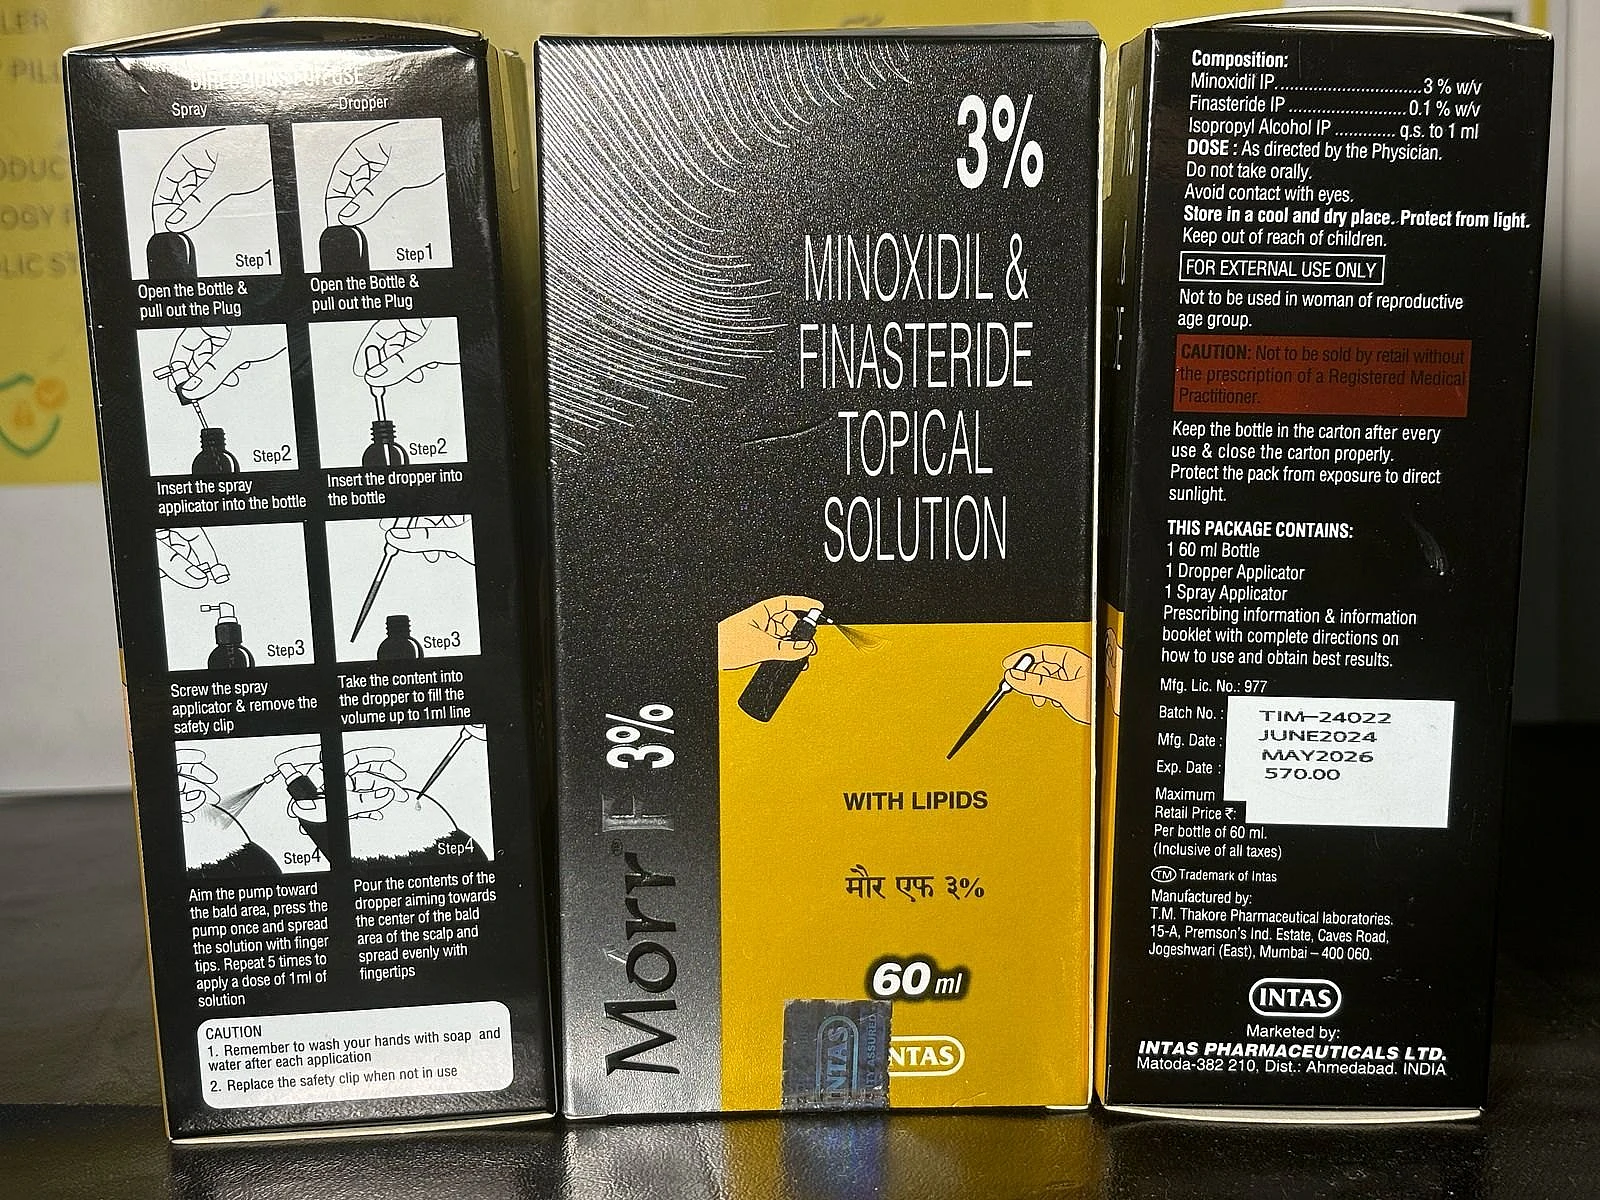 DIRECTIONS FOR USE
Spray
Dropper
Step1
Open the Bottle &
pull out the Plug
Step2
Insert the spray
applicator into the bottle
Step3
Screw the spray
applicator & remove the
safety clip
Step4
Aim the pump toward
the bald area, press the
pump once and spread
the solution with finger
tips. Repeat 5 times to
apply a dose of 1ml of
solution
Step1
Open the Bottle &
pull out the Plug
Step2
Insert the dropper into
the bottle
Step3
Take the content into
the dropper to fill the
volume up to 1ml line
Step4
Pour the contents of the
dropper aiming towards
the center of the bald
area of the scalp and
spread evenly with
fingertips
CAUTION
1. Remember to wash your hands with soap and
water after each application
2. Replace the safety clip when not in use
3%
MINOXIDIL &
FINASTERIDE
TOPICAL
SOLUTION
Morr® F 3%
WITH LIPIDS
मौर एफ ३%
60 ml
INTAS
NTAS
Composition:
Minoxidil IP..............................3 % w/v
Finasteride IP .........................0.1 % w/v
Isopropyl Alcohol IP ............. q.s. to 1 ml
DOSE : As directed by the Physician.
Do not take orally.
Avoid contact with eyes.
Store in a cool and dry place. Protect from light.
Keep out of reach of children.
FOR EXTERNAL USE ONLY
Not to be used in woman of reproductive
age group.
CAUTION: Not to be sold by retail without
the prescription of a Registered Medical
Practitioner.
Keep the bottle in the carton after every
use & close the carton properly.
Protect the pack from exposure to direct
sunlight.
THIS PACKAGE CONTAINS:
1 60 ml Bottle
1 Dropper Applicator
1 Spray Applicator
Prescribing information & information
booklet with complete directions on
how to use and obtain best results.
Mfg. Lic. No.: 977
Batch No. : TIM-24022
Mfg. Date : JUNE2024
Exp. Date : MAY2026
570.00
Maximum
Retail Price ₹:
Per bottle of 60 ml.
(Inclusive of all taxes)
TM Trademark of Intas
Manufactured by:
T.M. Thakore Pharmaceutical laboratories.
15-A, Premson's Ind. Estate, Caves Road,
Jogeshwari (East), Mumbai – 400 060.
INTAS
Marketed by:
INTAS PHARMACEUTICALS LTD.
Matoda-382 210, Dist.: Ahmedabad. INDIA